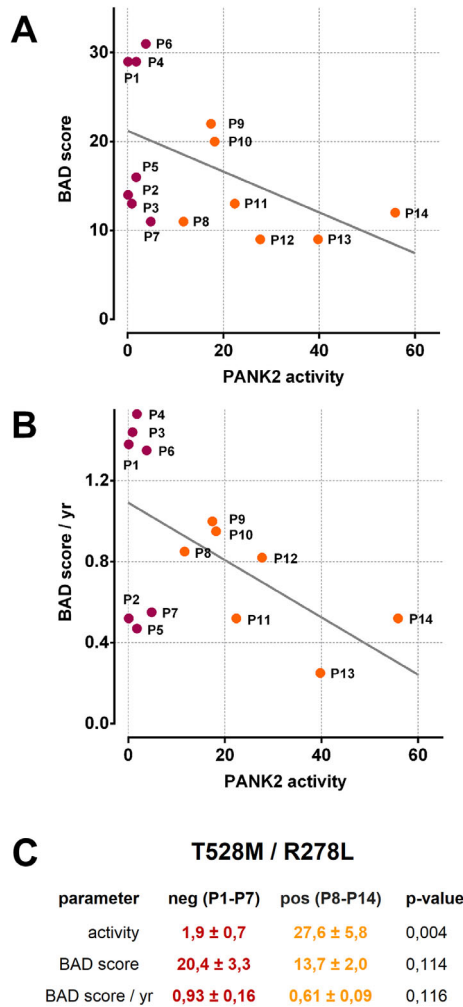 A
30
20
10
0
BAD score
P6
P4
P1
P9
P10
P5
P2
P3
P7
P8
P11
P12
P13
P14
0 20 40 60
PANK2 activity
B
1.2
0.8
0.4
0.0
BAD score / yr
P4
P3
P1
P6
P9
P10
P8
P12
P2
P7
P5
P11
P14
P13
0 20 40 60
PANK2 activity
C
T528M / R278L
parameter neg (P1-P7) pos (P8-P14) p-value
activity 1,9 ± 0,7 27,6 ± 5,8 0,004
BAD score 20,4 ± 3,3 13,7 ± 2,0 0,114
BAD score / yr 0,93 ± 0,16 0,61 ± 0,09 0,116